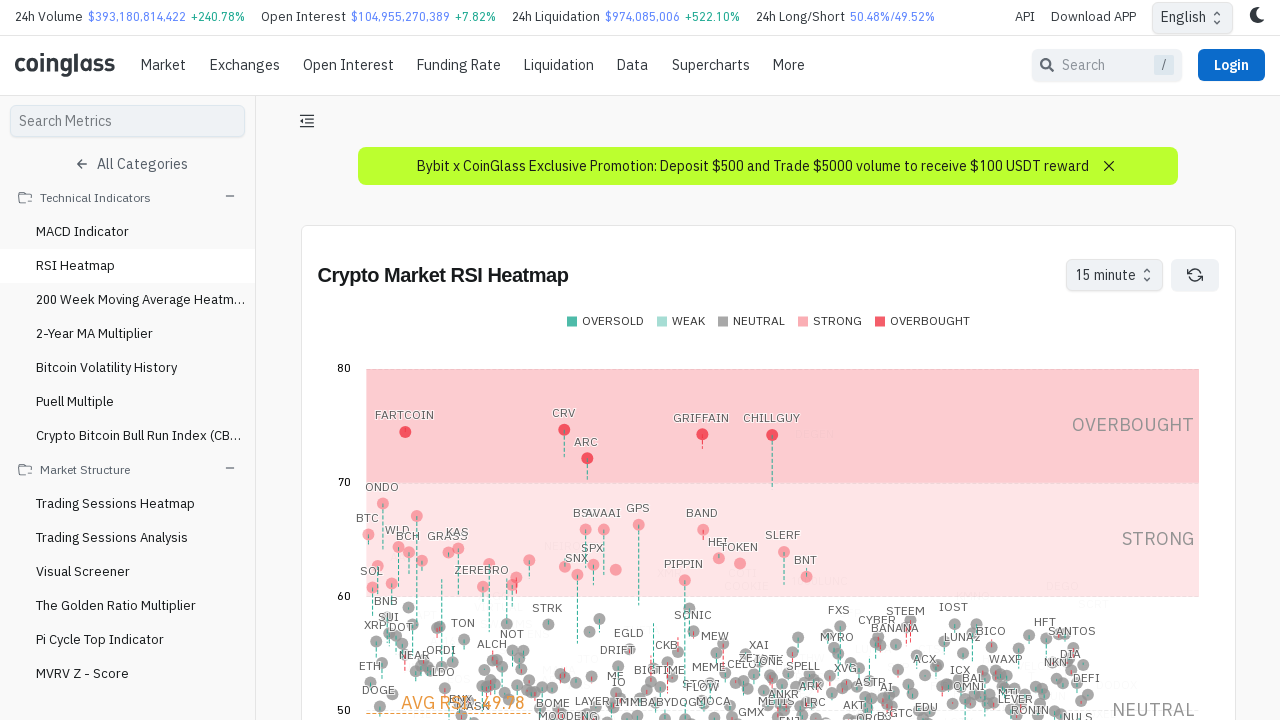 24h Volume $393,180,814,422 +240.78% Open Interest $104,955,270,389 +7.82% 24h Liquidation $974,085,006 +522.10% 24h Long/Short 50.48%/49.52% API Download APP English
coinglass Market Exchanges Open Interest Funding Rate Liquidation Data Supercharts More Search / Login
Search Metrics
All Categories
Technical Indicators
MACD Indicator
RSI Heatmap
200 Week Moving Average Heatm...
2-Year MA Multiplier
Bitcoin Volatility History
Puell Multiple
Crypto Bitcoin Bull Run Index (CB...
Market Structure
Trading Sessions Heatmap
Trading Sessions Analysis
Visual Screener
The Golden Ratio Multiplier
Pi Cycle Top Indicator
MVRV Z - Score
Bybit x CoinGlass Exclusive Promotion: Deposit $500 and Trade $5000 volume to receive $100 USDT reward
Crypto Market RSI Heatmap 15 minute
OVERSOLD WEAK NEUTRAL STRONG OVERBOUGHT
80
FARTCOIN CRV GRIFFAIN CHILLGUY
OVERBOUGHT
ARC
70
ONDO
BTC GPS BAND
AVAAI
WLD BCH GRASS KAS SLERF
STRONG
HEI TOKEN
SPX SNX
SOL ZEREBRO PIPPIN BNT
60
BNB STRK SONIC FXS STEEM IOST
XRP SUI DOT TON CYBER BANANA HFT SANTOS
NOT EGLD MEW MYRO LUNA2 BICO
ALCH DRIFT CKB XAI
NEAR ORDI ACX WAXP DIA
ETH LDO ME BIGTIME MEME SPELL XVG ICX NKN
DOGE IO FLOW ANKR ARK ASTR AI OMNI BAL DEFI
AVG RSI BOME LAYER MOCA METIS LRC AKT EDU LEVER
50 MOODENG GMX GTC RONIN NULS
NEUTRAL